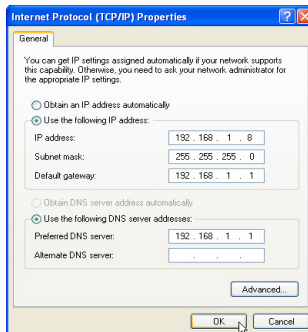 Internet Protocol (TCP/IP) Properties
General
You can get IP settings assigned automatically if your network supports
this capability. Otherwise, you need to ask your network administrator for
the appropriate IP settings.
Obtain an IP address automatically
Use the following IP address:
IP address: 192 . 168 . 1 . 8
Subnet mask: 255 . 255 . 255 . 0
Default gateway: 192 . 168 . 1 . 1
Obtain DNS server address automatically
Use the following DNS server addresses:
Preferred DNS server: 192 . 168 . 1 . 1
Alternate DNS server: . . .
Advanced...
OK Cancel